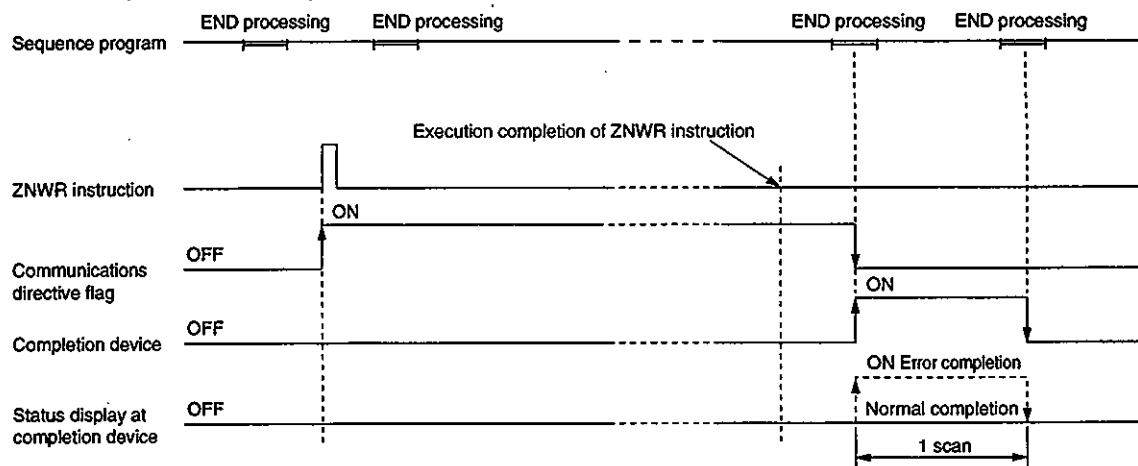 END processing
END processing
END processing
END processing
Sequence program
Execution completion of ZNWR instruction
ZNWR instruction
ON
OFF
Communications
directive flag
ON
OFF
Completion device
ON Error completion
OFF
Normal completion
Status display at
completion device
1 scan